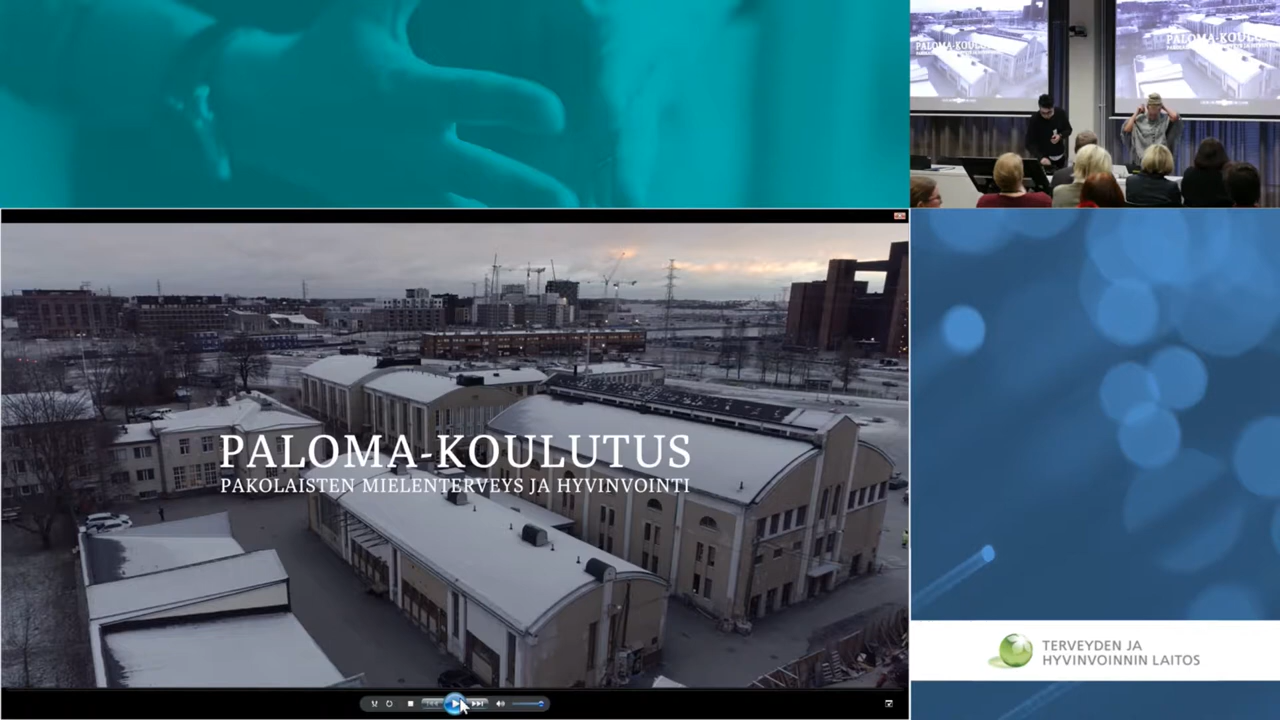 PALOMA-KOULUTUS
PAKOLAISTEN MIELENTERVEYS JA HYVINVOINTI
TERVEYDEN JA
HYVINVOINNIN LAITOS